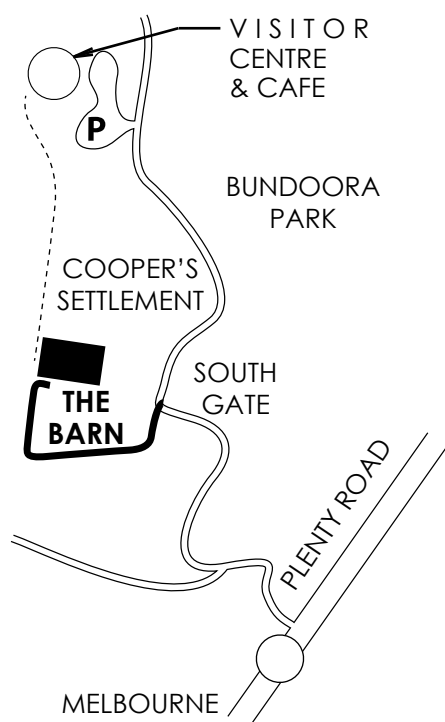 VISITOR
CENTRE
& CAFE
P
BUNDOORA
PARK
COOPER'S
SETTLEMENT
SOUTH
GATE
THE
BARN
PLENTY ROAD
MELBOURNE